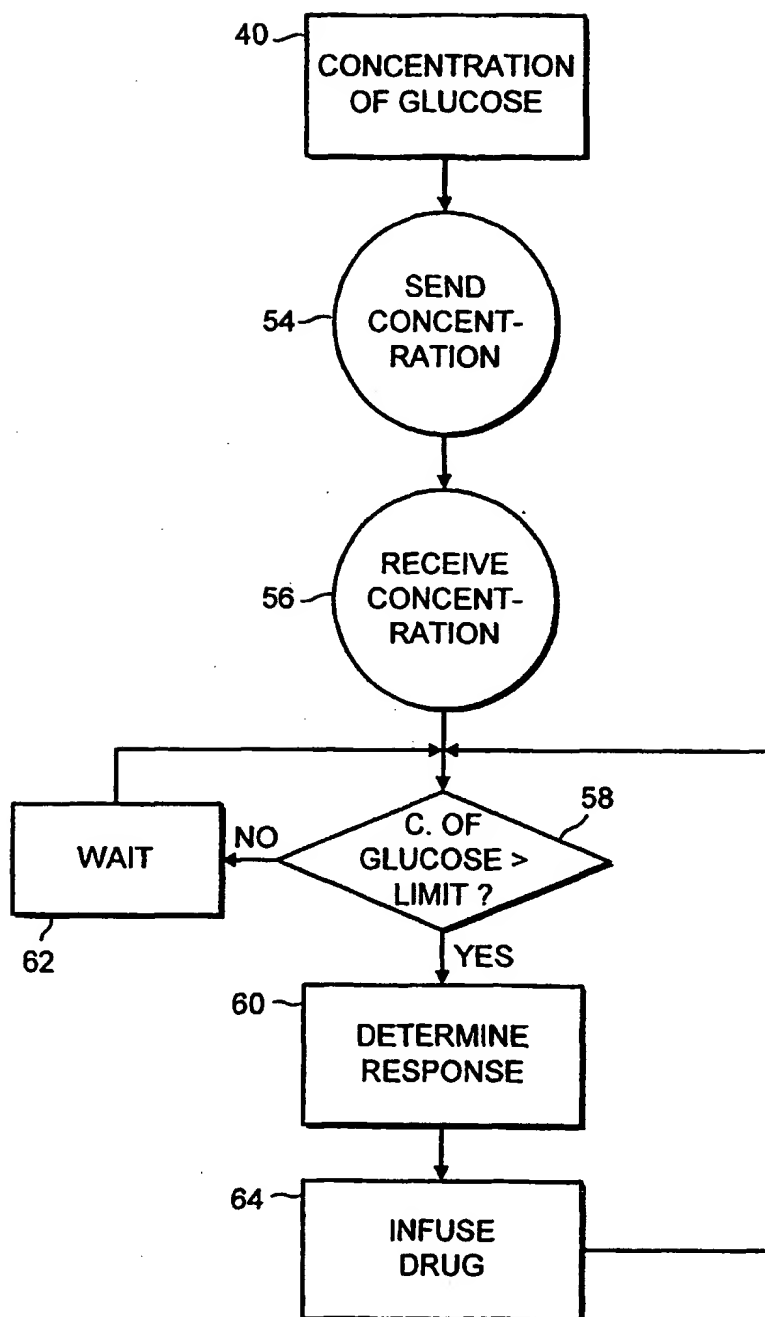 40
CONCENTRATION
OF GLUCOSE
54
SEND
CONCENT-
RATION
56
RECEIVE
CONCENT-
RATION
58
C. OF
GLUCOSE >
LIMIT ?
NO
WAIT
62
YES
60
DETERMINE
RESPONSE
64
INFUSE
DRUG